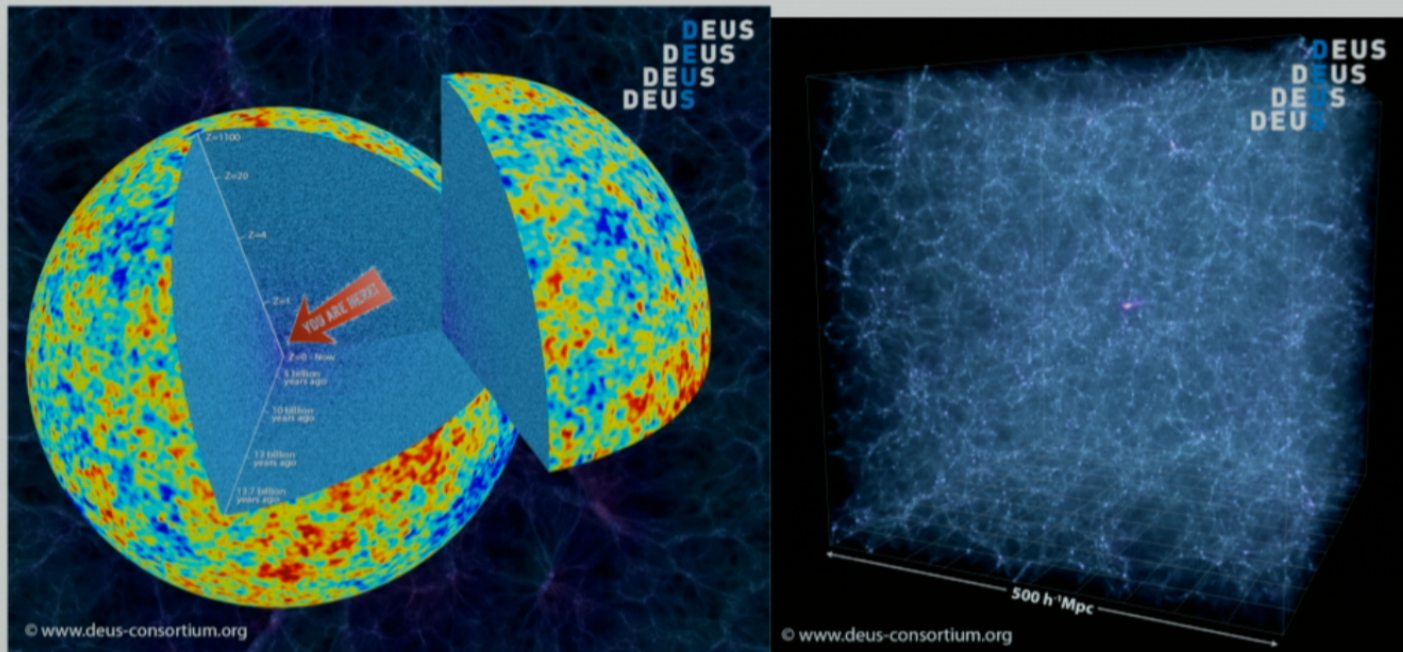 DEUS
DEUS
DEUS
DEUS
Z=1100
Z=20
Z=4
Z=1
YOU ARE HERE!
Z=0 - Now
5 billion
years ago
10 billion
years ago
13 billion
years ago
13.7 billion
years ago
© www.deus-consortium.org
DEUS
DEUS
DEUS
DEUS
500 h⁻¹Mpc
© www.deus-consortium.org